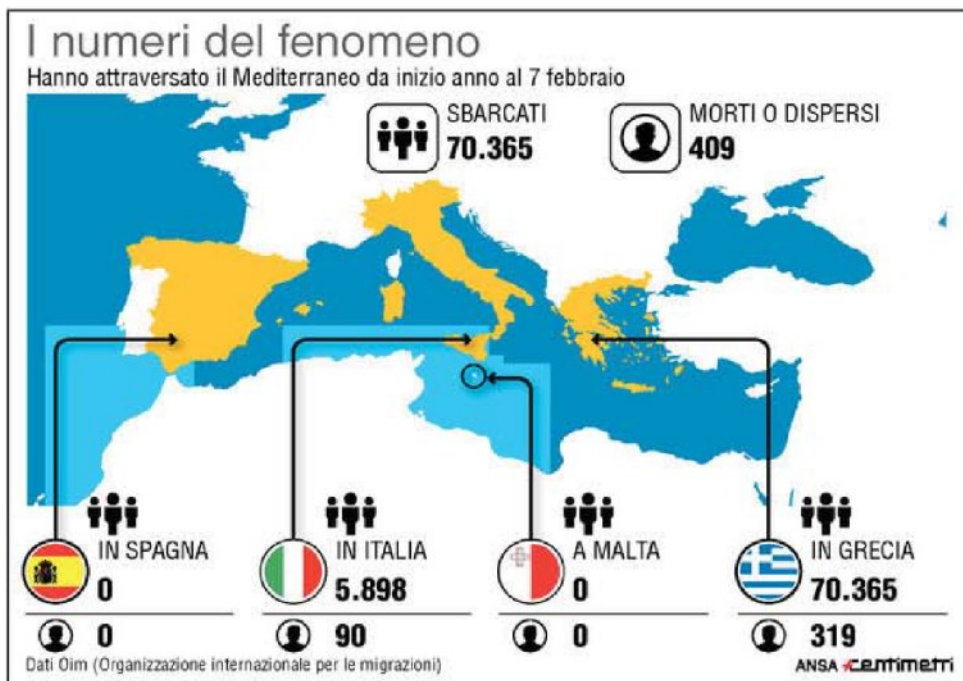 I numeri del fenomeno
Hanno attraversato il Mediterraneo da inizio anno al 7 febbraio
SBARCATI
70.365
MORTI O DISPERSI
409
IN SPAGNA
0
0
IN ITALIA
5.898
90
A MALTA
0
0
IN GRECIA
70.365
319
Dati Oim (Organizzazione internazionale per le migrazioni)
ANSA centimetri